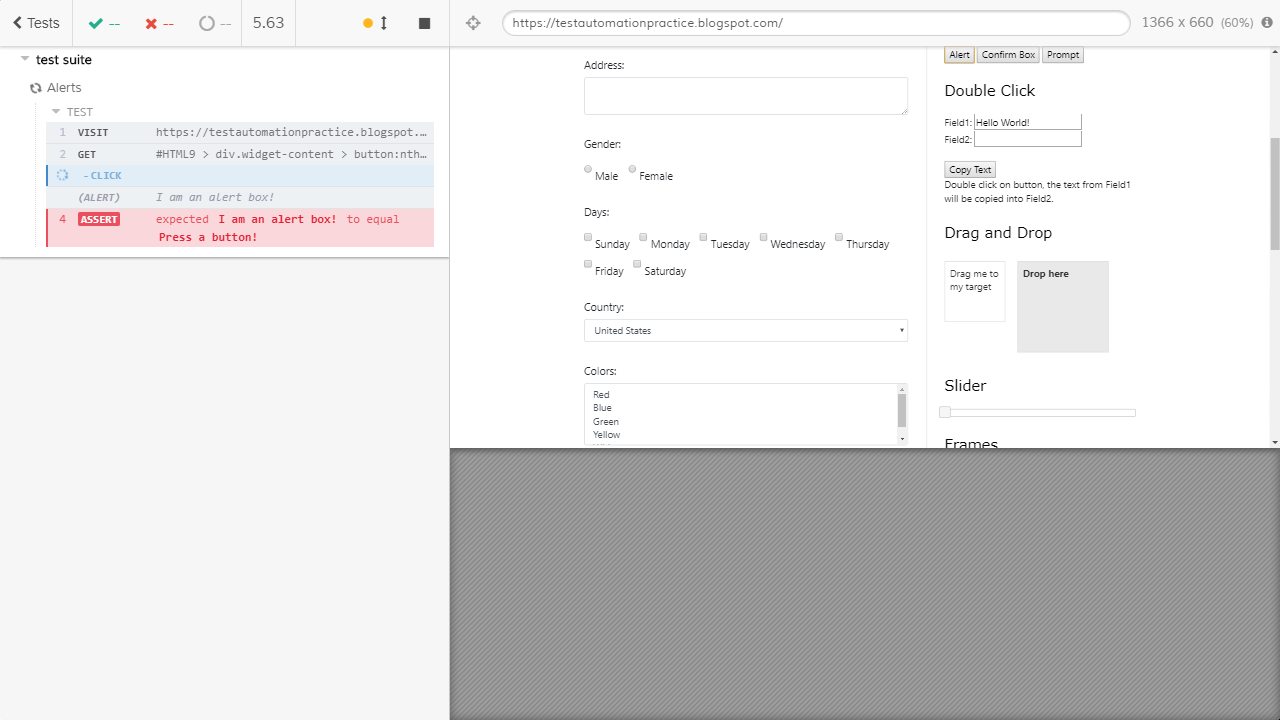 Tests
--
--
--
5.63
https://testautomationpractice.blogspot.com/
1366 x 660 (60%)
test suite
Alerts
TEST
1 VISIT https://testautomationpractice.blogspot.…
2 GET #HTML9 > div.widget-content > button:nth…
-CLICK
(ALERT) I am an alert box!
4 ASSERT expected I am an alert box! to equal
Press a button!
Address:
Gender:
Male Female
Days:
Sunday Monday Tuesday Wednesday Thursday
Friday Saturday
Country:
United States
Colors:
Red
Blue
Green
Yellow
Alert Confirm Box Prompt
Double Click
Field1: Hello World!
Field2:
Copy Text
Double click on button, the text from Field1
will be copied into Field2.
Drag and Drop
Drag me to
my target
Drop here
Slider
Frames